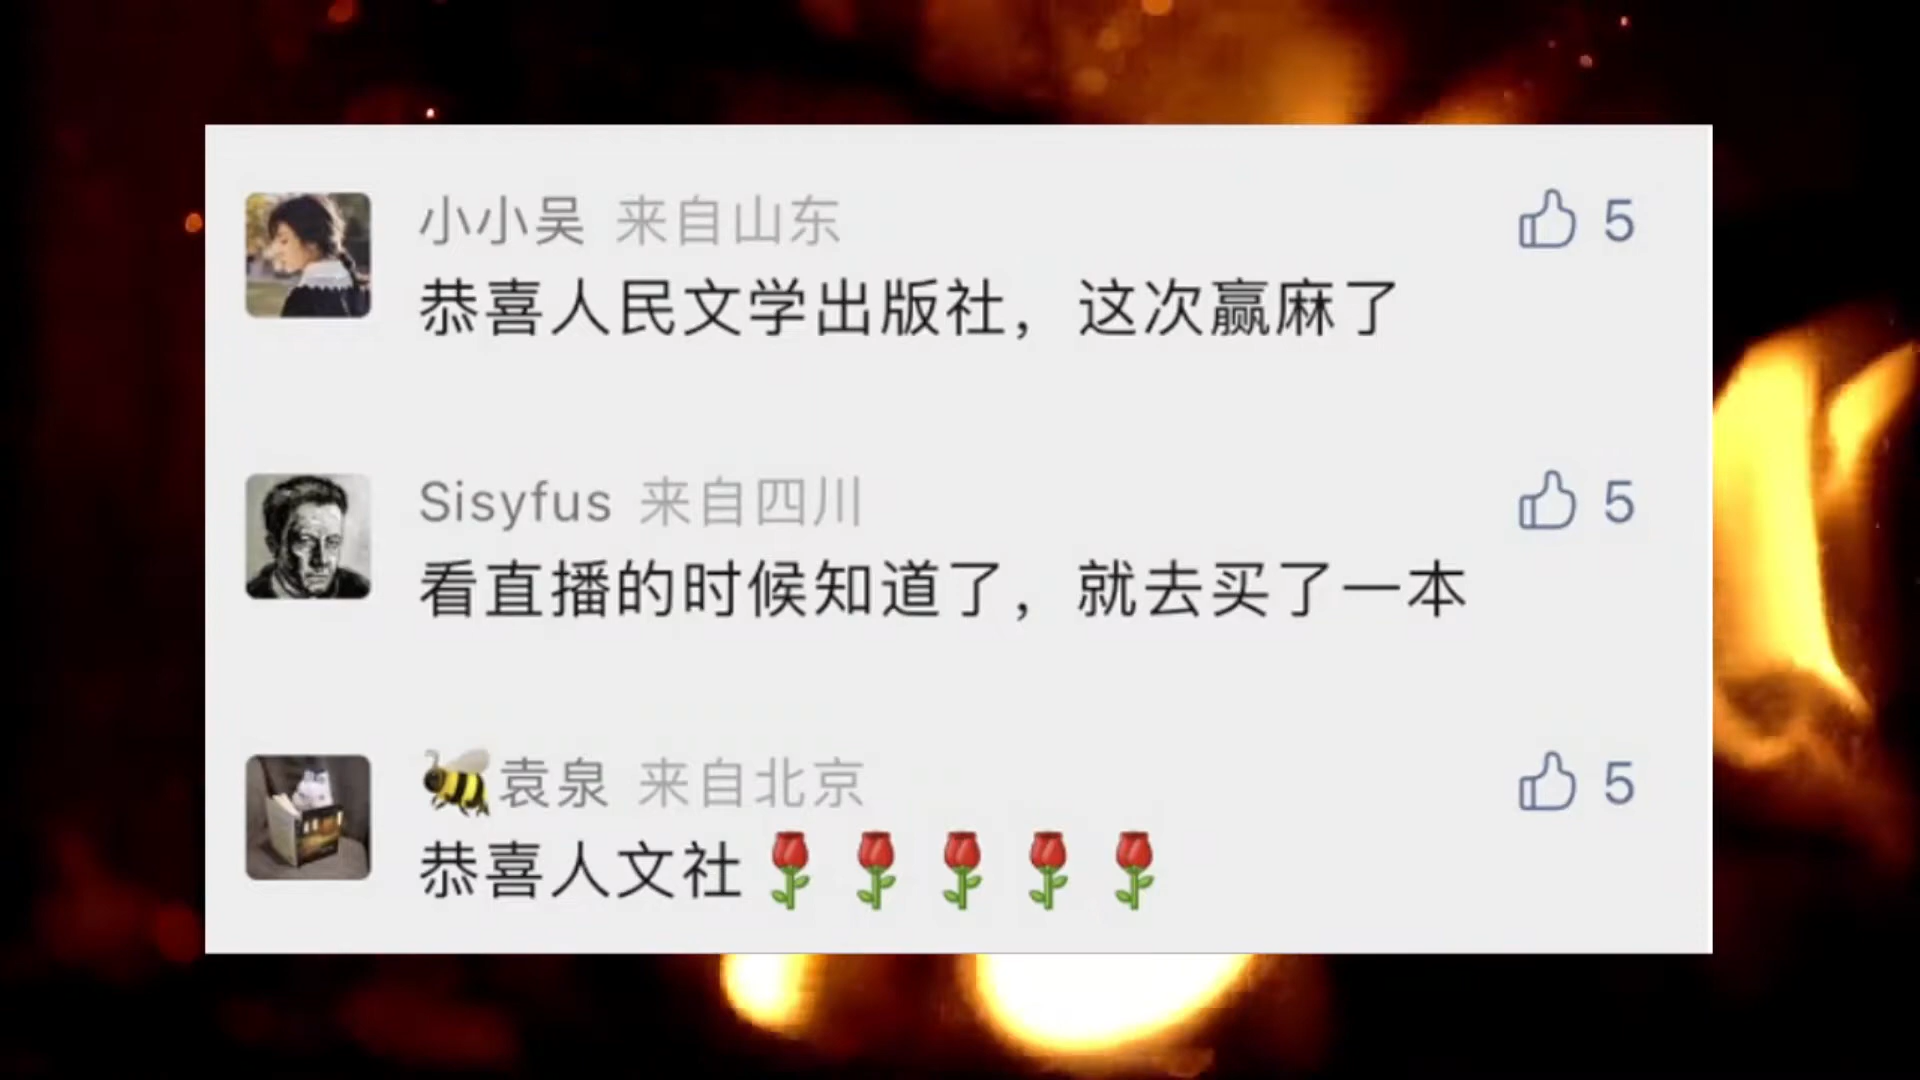 小小吴 来自山东 5
恭喜人民文学出版社，这次赢麻了
Sisyfus 来自四川 5
看直播的时候知道了，就去买了一本
🐝袁泉 来自北京 5
恭喜人文社🌹🌹🌹🌹🌹